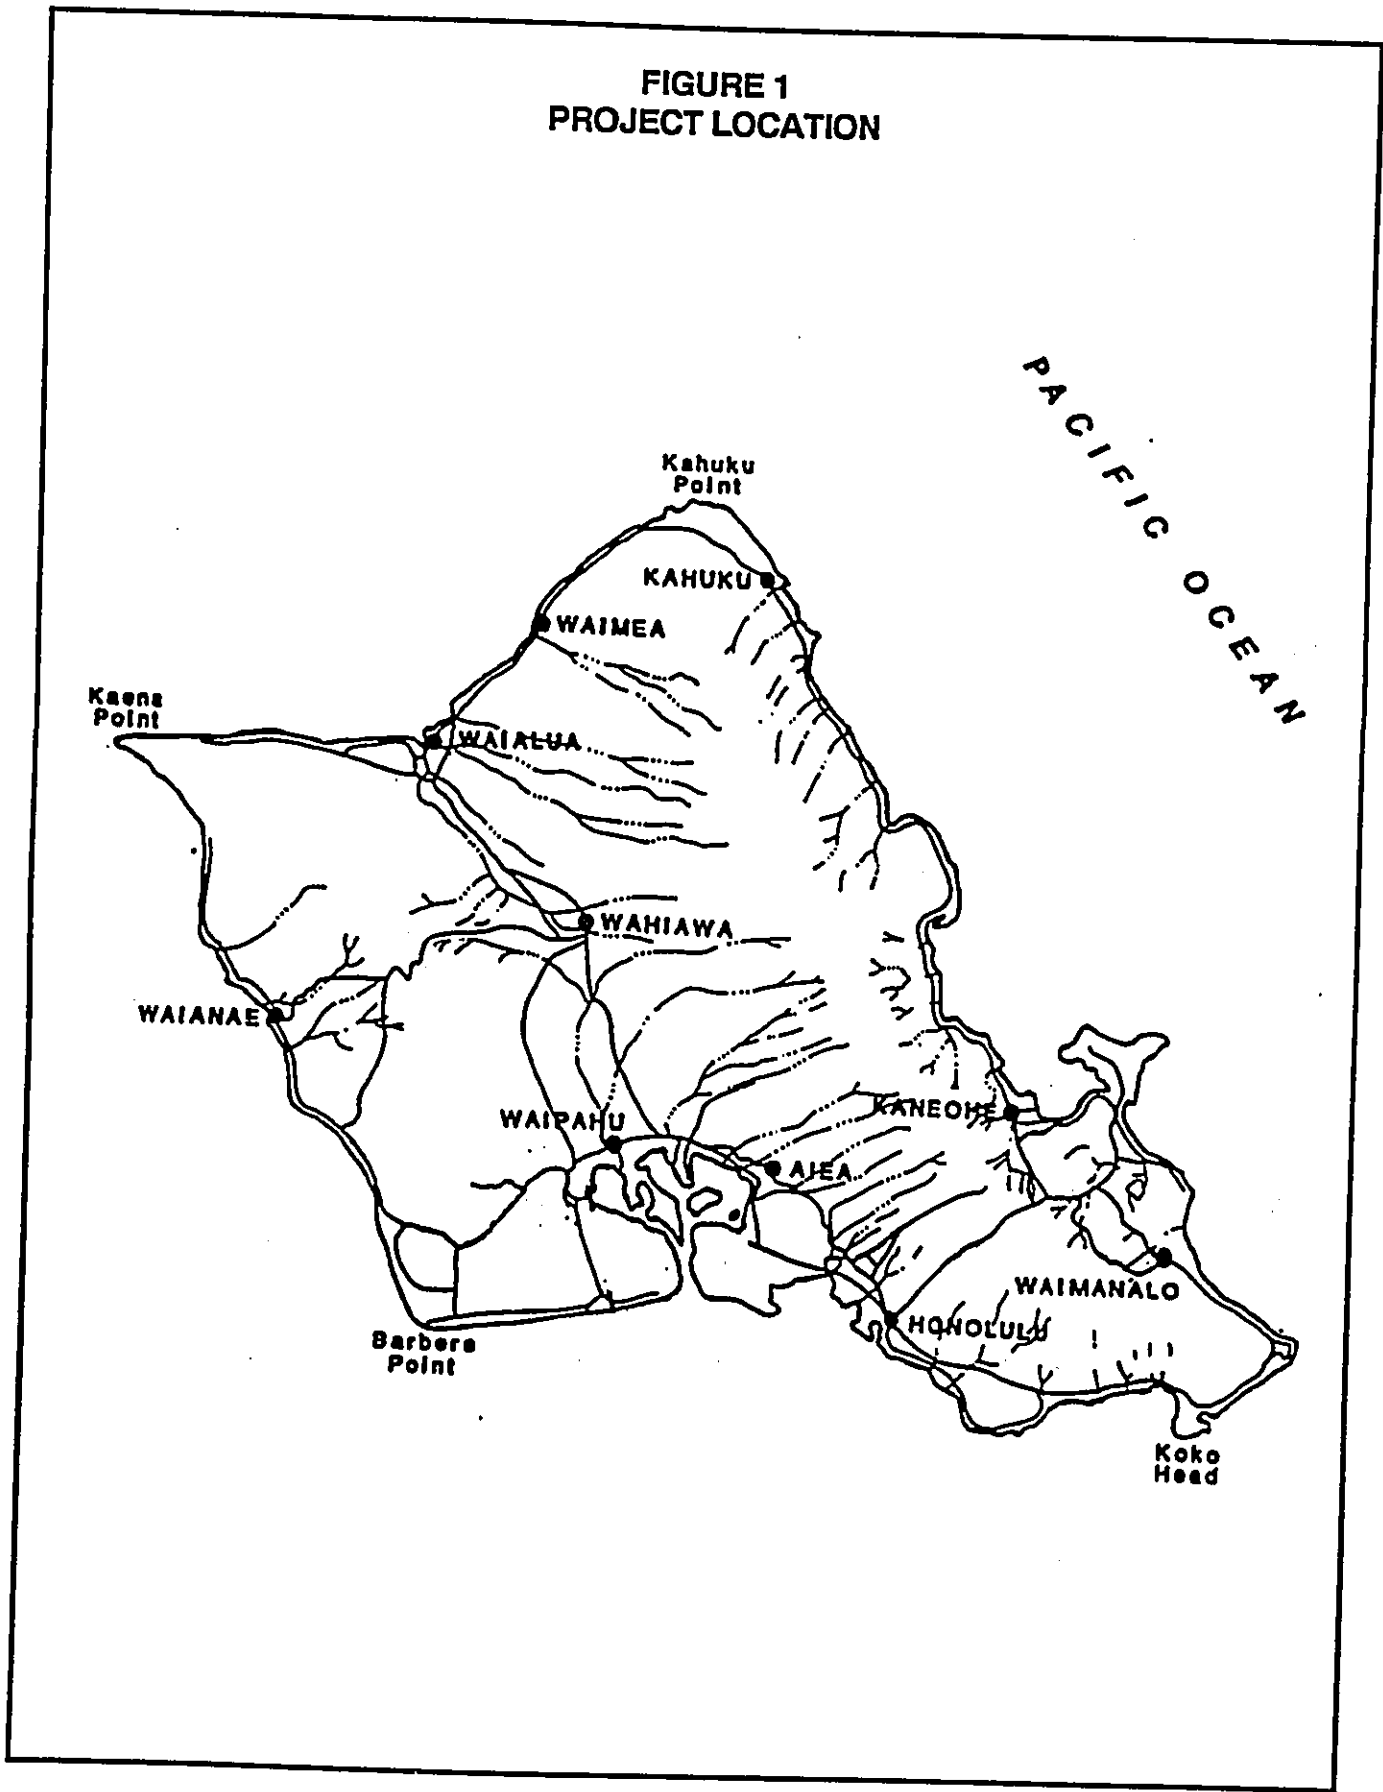 FIGURE 1
PROJECT LOCATION
PACIFIC OCEAN
Kahuku
Point
KAHUKU
WAIMEA
Kaena
Point
WAIALUA
WAHIAWA
WAIANAE
WAIPAHU
KANEOHE
AIEA
WAIMANALO
HONOLULU
Barbers
Point
Koko
Head